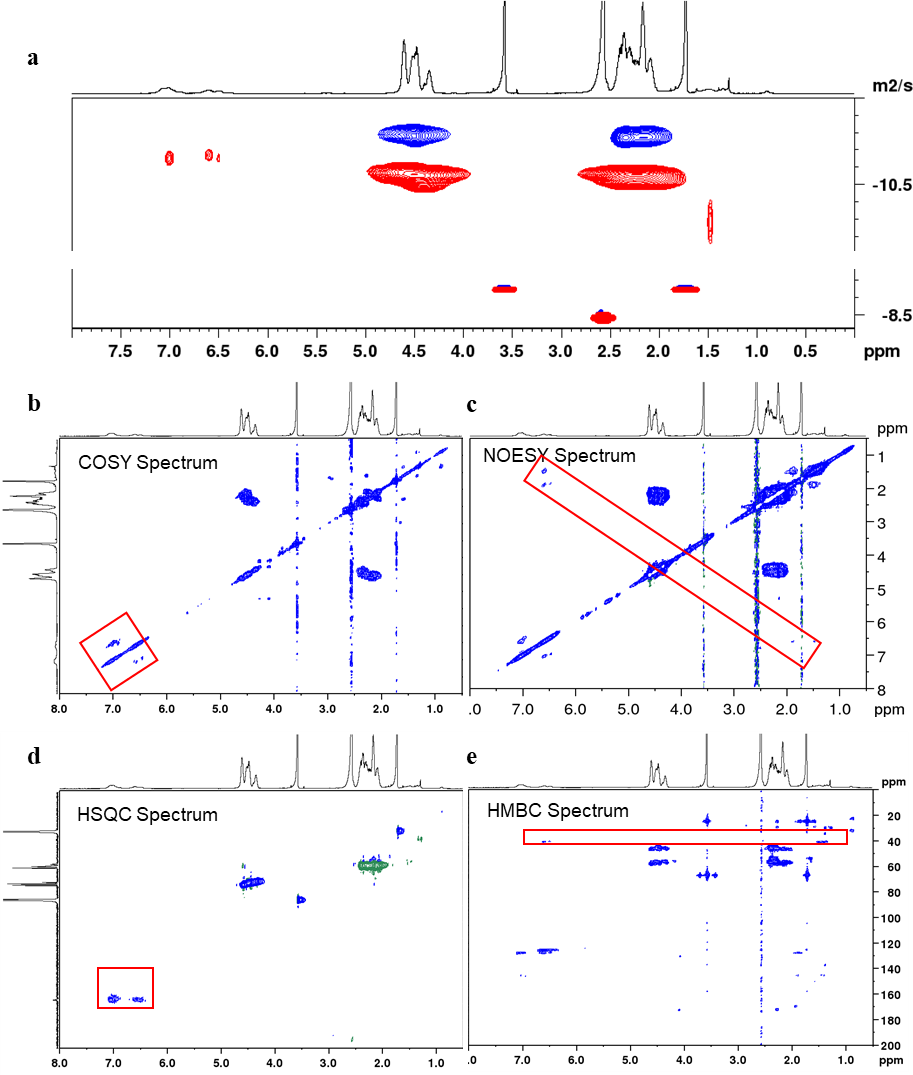 a
m2/s
-10.5
-8.5
7.5 7.0 6.5 6.0 5.5 5.0 4.5 4.0 3.5 3.0 2.5 2.0 1.5 1.0 0.5 ppm
b
c
ppm
COSY Spectrum
NOESY Spectrum
1
2
3
4
5
6
7
8
8.0 7.0 6.0 5.0 4.0 3.0 2.0 1.0
.0 7.0 6.0 5.0 4.0 3.0 2.0 1.0 ppm
d
e
ppm
HSQC Spectrum
HMBC Spectrum
20
40
60
80
100
120
140
160
180
200
8.0 7.0 6.0 5.0 4.0 3.0 2.0 1.0
.0 7.0 6.0 5.0 4.0 3.0 2.0 1.0 ppm